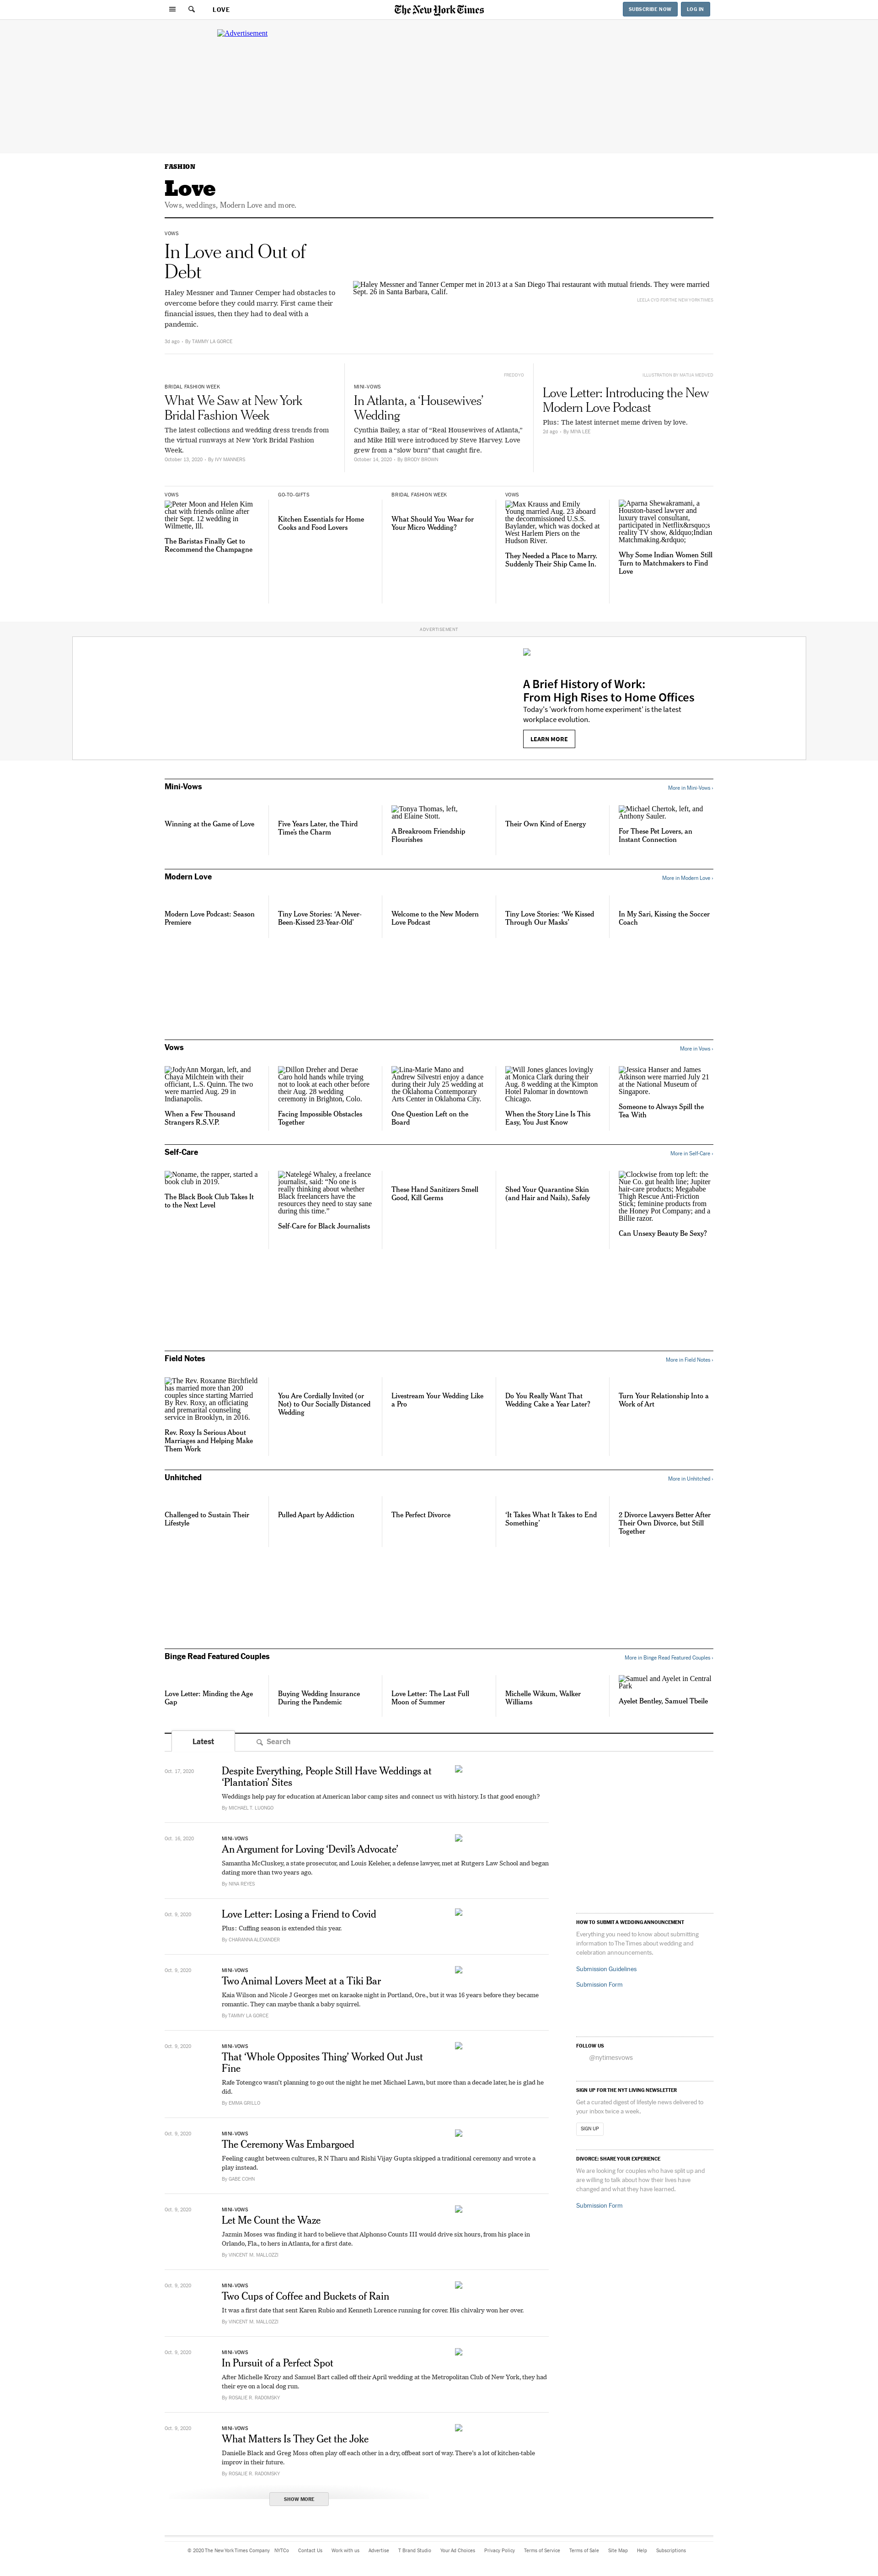 LOVE
The New York Times
SUBSCRIBE NOW
LOG IN
Advertisement
FASHION
Love
Vows, weddings, Modern Love and more.
VOWS
In Love and Out of
Debt
Haley Messner and Tanner Cemper had obstacles to
overcome before they could marry. First came their
financial issues, then they had to deal with a
pandemic.
3d ago · By TAMMY LA GORCE
Haley Messner and Tanner Cemper met in 2013 at a San Diego Thai restaurant with mutual friends. They were married
Sept. 26 in Santa Barbara, Calif.
LEELA CYD FOR THE NEW YORK TIMES
BRIDAL FASHION WEEK
What We Saw at New York
Bridal Fashion Week
The latest collections and wedding dress trends from
the virtual runways at New York Bridal Fashion
Week.
October 13, 2020 · By IVY MANNERS
MINI-VOWS
In Atlanta, a ‘Housewives’
Wedding
Cynthia Bailey, a star of “Real Housewives of Atlanta,”
and Mike Hill were introduced by Steve Harvey. Love
grew from a “slow burn” that caught fire.
October 14, 2020 · By BRODY BROWN
ILLUSTRATION BY MATIJA MEDVED
Love Letter: Introducing the New
Modern Love Podcast
Plus: The latest internet meme driven by love.
2d ago · By MIYA LEE
VOWS
Peter Moon and Helen Kim
chat with friends online after
their Sept. 12 wedding in
Wilmette, Ill.
The Baristas Finally Get to
Recommend the Champagne
GO-TO-GIFTS
Kitchen Essentials for Home
Cooks and Food Lovers
BRIDAL FASHION WEEK
What Should You Wear for
Your Micro Wedding?
VOWS
Max Krauss and Emily
Young married Aug. 23 aboard
the decommissioned U.S.S.
Baylander, which was docked at
West Harlem Piers on the
Hudson River.
They Needed a Place to Marry.
Suddenly Their Ship Came In.
Aparna Shewakramani, a
Houston-based lawyer and
luxury travel consultant,
participated in Netflix&rsquo;s
reality TV show, &ldquo;Indian
Matchmaking.&rdquo;
Why Some Indian Women Still
Turn to Matchmakers to Find
Love
ADVERTISEMENT
A Brief History of Work:
From High Rises to Home Offices
Today's 'work from home experiment' is the latest
workplace evolution.
LEARN MORE
Mini-Vows
More in Mini-Vows ›
Winning at the Game of Love
Five Years Later, the Third
Time’s the Charm
Tonya Thomas, left,
and Elaine Stott.
A Breakroom Friendship
Flourishes
Their Own Kind of Energy
Michael Chertok, left, and
Anthony Sauler.
For These Pet Lovers, an
Instant Connection
Modern Love
More in Modern Love ›
Modern Love Podcast: Season
Premiere
Tiny Love Stories: ‘A Never-
Been-Kissed 23-Year-Old’
Welcome to the New Modern
Love Podcast
Tiny Love Stories: ‘We Kissed
Through Our Masks’
In My Sari, Kissing the Soccer
Coach
Vows
More in Vows ›
JodyAnn Morgan, left, and
Chaya Milchtein with their
officiant, L.S. Quinn. The two
were married Aug. 29 in
Indianapolis.
When a Few Thousand
Strangers R.S.V.P.
Dillon Dreher and Derae
Caro hold hands while trying
not to look at each other before
their Aug. 28 wedding
ceremony in Brighton, Colo.
Facing Impossible Obstacles
Together
Lina-Marie Mano and
Andrew Silvestri enjoy a dance
during their July 25 wedding at
the Oklahoma Contemporary
Arts Center in Oklahoma City.
One Question Left on the
Board
Will Jones glances lovingly
at Monica Clark during their
Aug. 8 wedding at the Kimpton
Hotel Palomar in downtown
Chicago.
When the Story Line Is This
Easy, You Just Know
Jessica Hanser and James
Atkinson were married July 21
at the National Museum of
Singapore.
Someone to Always Spill the
Tea With
Self-Care
More in Self-Care ›
Noname, the rapper, started a
book club in 2019.
The Black Book Club Takes It
to the Next Level
Natelegé Whaley, a freelance
journalist, said: “No one is
really thinking about whether
Black freelancers have the
resources they need to stay sane
during this time.”
Self-Care for Black Journalists
These Hand Sanitizers Smell
Good, Kill Germs
Shed Your Quarantine Skin
(and Hair and Nails), Safely
Clockwise from top left: the
Nue Co. gut health line; Jupiter
hair-care products; Megababe
Thigh Rescue Anti-Friction
Stick; feminine products from
the Honey Pot Company; and a
Billie razor.
Can Unsexy Beauty Be Sexy?
Field Notes
More in Field Notes ›
The Rev. Roxanne Birchfield
has married more than 200
couples since starting Married
By Rev. Roxy, an officiating
and premarital counseling
service in Brooklyn, in 2016.
Rev. Roxy Is Serious About
Marriages and Helping Make
Them Work
You Are Cordially Invited (or
Not) to Our Socially Distanced
Wedding
Livestream Your Wedding Like
a Pro
Do You Really Want That
Wedding Cake a Year Later?
Turn Your Relationship Into a
Work of Art
Unhitched
More in Unhitched ›
Challenged to Sustain Their
Lifestyle
Pulled Apart by Addiction
The Perfect Divorce
‘It Takes What It Takes to End
Something’
2 Divorce Lawyers Better After
Their Own Divorce, but Still
Together
Binge Read Featured Couples
More in Binge Read Featured Couples ›
Love Letter: Minding the Age
Gap
Buying Wedding Insurance
During the Pandemic
Love Letter: The Last Full
Moon of Summer
Michelle Wikum, Walker
Williams
Samuel and Ayelet in Central
Park
Ayelet Bentley, Samuel Tbeile
Latest
Search
Oct. 17, 2020
Despite Everything, People Still Have Weddings at
‘Plantation’ Sites
Weddings help pay for education at American labor camp sites and connect us with history. Is that good enough?
By MICHAEL T. LUONGO
Oct. 16, 2020
MINI-VOWS
An Argument for Loving ‘Devil’s Advocate’
Samantha McCluskey, a state prosecutor, and Louis Keleher, a defense lawyer, met at Rutgers Law School and began
dating more than two years ago.
By NINA REYES
Oct. 9, 2020
Love Letter: Losing a Friend to Covid
Plus: Cuffing season is extended this year.
By CHARANNA ALEXANDER
Oct. 9, 2020
MINI-VOWS
Two Animal Lovers Meet at a Tiki Bar
Kaia Wilson and Nicole J Georges met on karaoke night in Portland, Ore., but it was 16 years before they became
romantic. They can maybe thank a baby squirrel.
By TAMMY LA GORCE
Oct. 9, 2020
MINI-VOWS
That ‘Whole Opposites Thing’ Worked Out Just
Fine
Rafe Totengco wasn’t planning to go out the night he met Michael Lawn, but more than a decade later, he is glad he
did.
By EMMA GRILLO
Oct. 9, 2020
MINI-VOWS
The Ceremony Was Embargoed
Feeling caught between cultures, R N Tharu and Rishi Vijay Gupta skipped a traditional ceremony and wrote a
play instead.
By GABE COHN
Oct. 9, 2020
MINI-VOWS
Let Me Count the Waze
Jazmin Moses was finding it hard to believe that Alphonso Counts III would drive six hours, from his place in
Orlando, Fla., to hers in Atlanta, for a first date.
By VINCENT M. MALLOZZI
Oct. 9, 2020
MINI-VOWS
Two Cups of Coffee and Buckets of Rain
It was a first date that sent Karen Rubio and Kenneth Lorence running for cover. His chivalry won her over.
By VINCENT M. MALLOZZI
Oct. 9, 2020
MINI-VOWS
In Pursuit of a Perfect Spot
After Michelle Krozy and Samuel Bart called off their April wedding at the Metropolitan Club of New York, they had
their eye on a local dog run.
By ROSALIE R. RADOMSKY
Oct. 9, 2020
MINI-VOWS
What Matters Is They Get the Joke
Danielle Black and Greg Moss often play off each other in a dry, offbeat sort of way. There’s a lot of kitchen-table
improv in their future.
By ROSALIE R. RADOMSKY
SHOW MORE
HOW TO SUBMIT A WEDDING ANNOUNCEMENT
Everything you need to know about submitting
information to The Times about wedding and
celebration announcements.
Submission Guidelines
Submission Form
FOLLOW US
@nytimesvows
SIGN UP FOR THE NYT LIVING NEWSLETTER
Get a curated digest of lifestyle news delivered to
your inbox twice a week.
SIGN UP
DIVORCE: SHARE YOUR EXPERIENCE
We are looking for couples who have split up and
are willing to talk about how their lives have
changed and what they have learned.
Submission Form
© 2020 The New York Times Company NYTCo Contact Us Work with us Advertise T Brand Studio Your Ad Choices Privacy Policy Terms of Service Terms of Sale Site Map Help Subscriptions